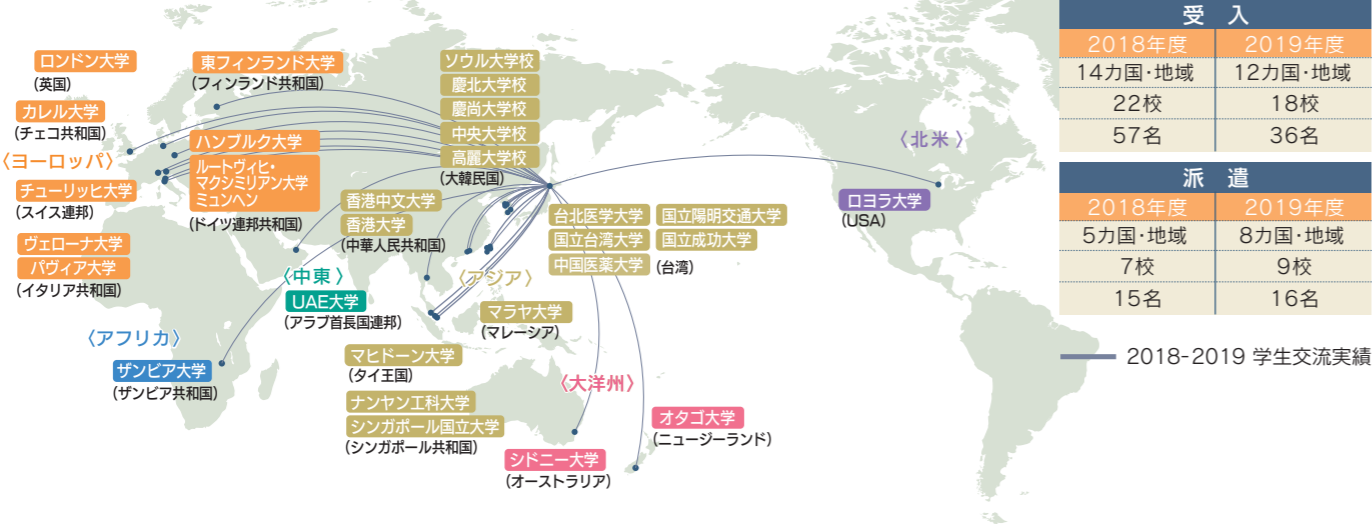 ロンドン大学
(英国)
カレル大学
(チェコ共和国)
〈ヨーロッパ〉
チューリッヒ大学
(スイス連邦)
ヴェローナ大学
パヴィア大学
(イタリア共和国)
東フィンランド大学
(フィンランド共和国)
ハンブルク大学
ルートヴィヒ・
マクシミリアン大学
ミュンヘン
(ドイツ連邦共和国)
〈アフリカ〉
ザンビア大学
(ザンビア共和国)
〈中東〉
UAE大学
(アラブ首長国連邦)
ソウル大学校
慶北大学校
慶尚大学校
中央大学校
高麗大学校
(大韓民国)
香港中文大学
香港大学
(中華人民共和国)
〈アジア〉
台北医学大学
国立陽明交通大学
国立台湾大学
国立成功大学
中国医薬大学
(台湾)
マラヤ大学
(マレーシア)
マヒドーン大学
(タイ王国)
ナンヤン工科大学
シンガポール国立大学
(シンガポール共和国)
〈大洋州〉
シドニー大学
(オーストラリア)
オタゴ大学
(ニュージーランド)
〈北米〉
ロヨラ大学
(USA)
受 入
2018年度 2019年度
14カ国・地域 12カ国・地域
22校 18校
57名 36名
派 遣
2018年度 2019年度
5カ国・地域 8カ国・地域
7校 9校
15名 16名
2018-2019 学生交流実績